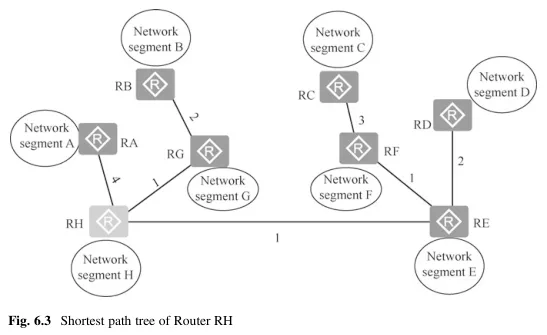 Network
segment B
Network
segment C
Network
segment D
RB
RC
RD
2
3
Network
segment A
RA
RG
RF
4
1
1
2
Network
segment G
Network
segment F
RH
RE
1
Network
segment H
Network
segment E
Fig. 6.3 Shortest path tree of Router RH
R
R
R
R
R
R
R
R